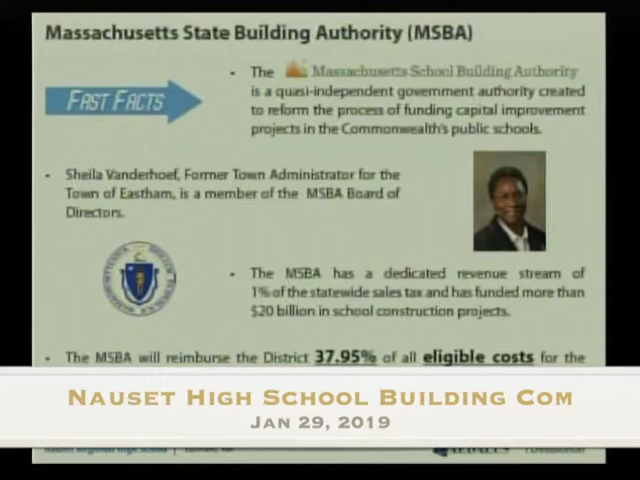 Massachusetts State Building Authority (MSBA)
FAST FACTS
• The Massachusetts School Building Authority
is a quasi-independent government authority created
to reform the process of funding capital improvement
projects in the Commonwealth's public schools.
• Sheila Vanderhoef, Former Town Administrator for the
Town of Eastham, is a member of the MSBA Board of
Directors.
• The MSBA has a dedicated revenue stream of
1% of the statewide sales tax and has funded more than
$20 billion in school construction projects.
• The MSBA will reimburse the District 37.95% of all eligible costs for the
NAUSET HIGH SCHOOL BUILDING COM
JAN 29, 2019